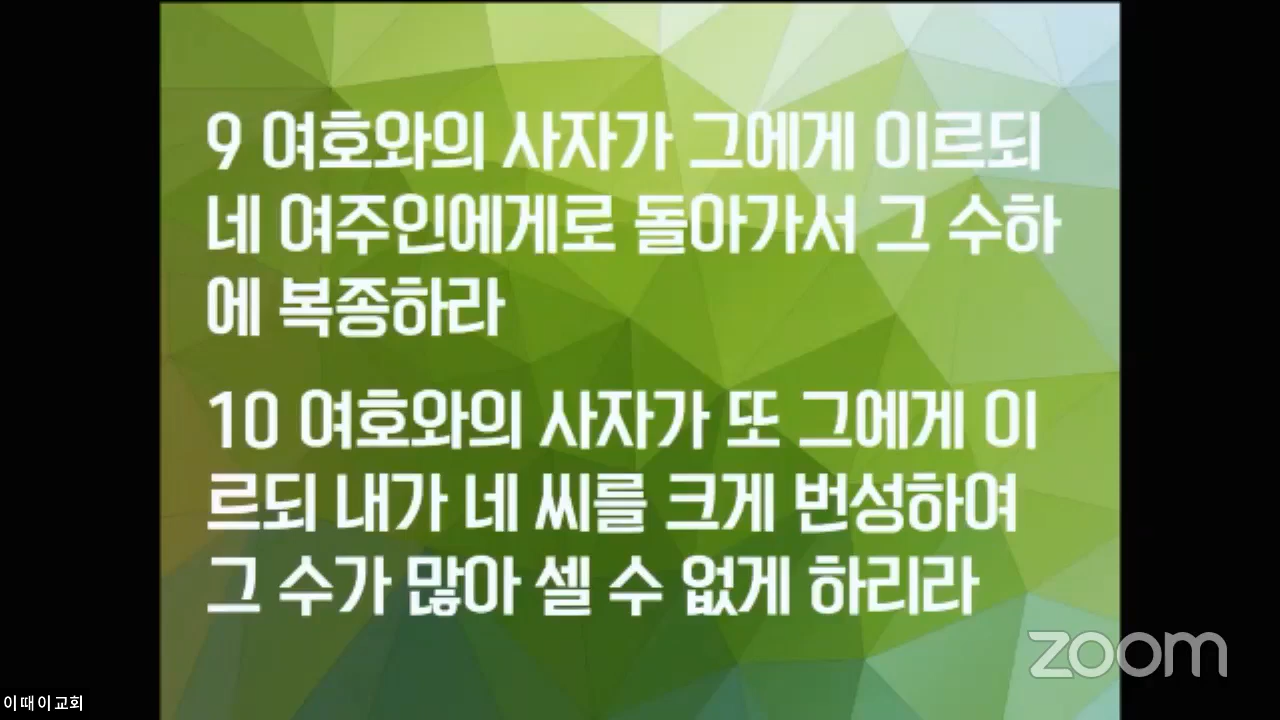 9 여호와의 사자가 그에게 이르되
네 여주인에게로 돌아가서 그 수하
에 복종하라
10 여호와의 사자가 또 그에게 이
르되 내가 네 씨를 크게 번성하여
그 수가 많아 셀 수 없게 하리라
zoom
이때이교회